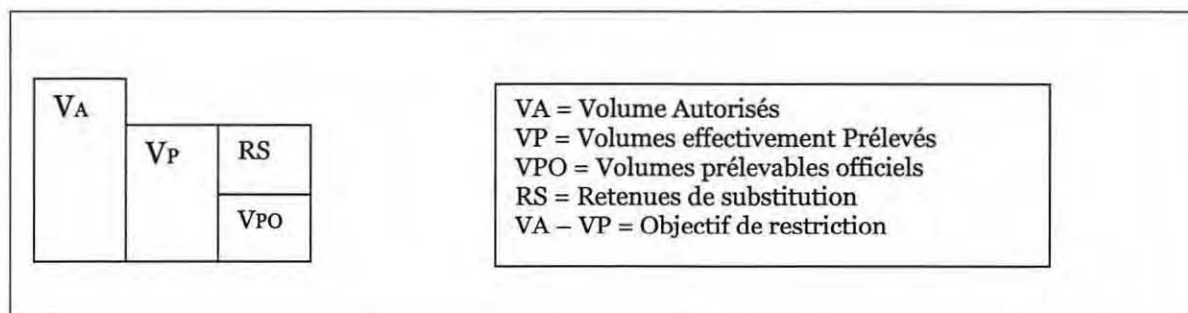 VA
VP
RS
VPO
VA = Volume Autorisés
VP = Volumes effectivement Prélevés
VPO = Volumes prélevables officiels
RS = Retenues de substitution
VA – VP = Objectif de restriction